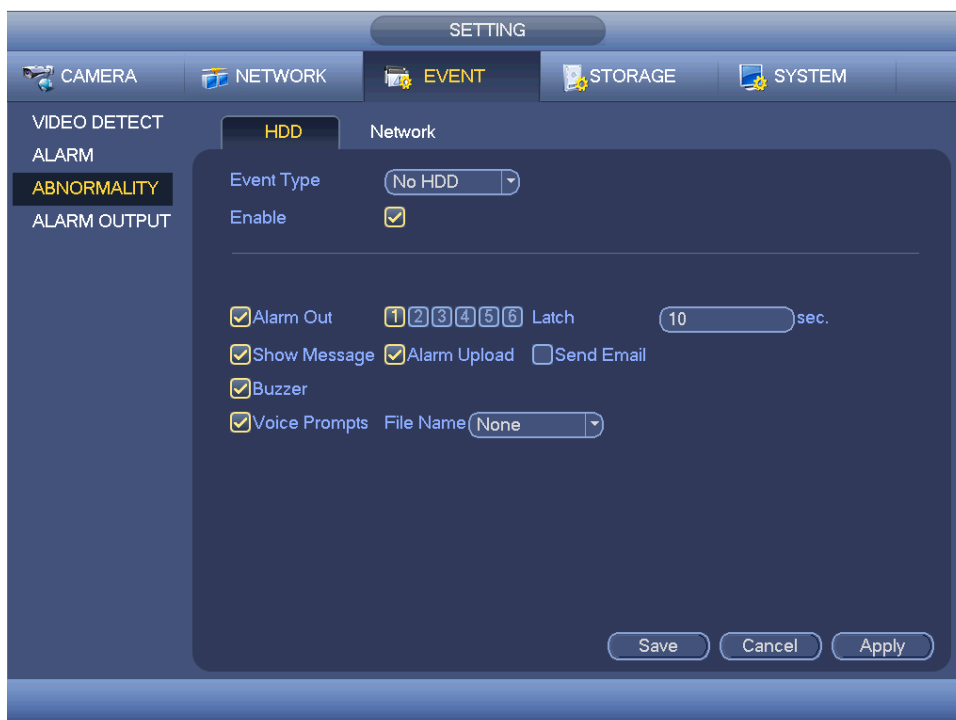 SETTING
CAMERA NETWORK EVENT STORAGE SYSTEM
VIDEO DETECT
ALARM
ABNORMALITY
ALARM OUTPUT
HDD Network
Event Type No HDD
Enable
Alarm Out 1 2 3 4 5 6 Latch 10 sec.
Show Message Alarm Upload Send Email
Buzzer
Voice Prompts File Name None
Save Cancel Apply